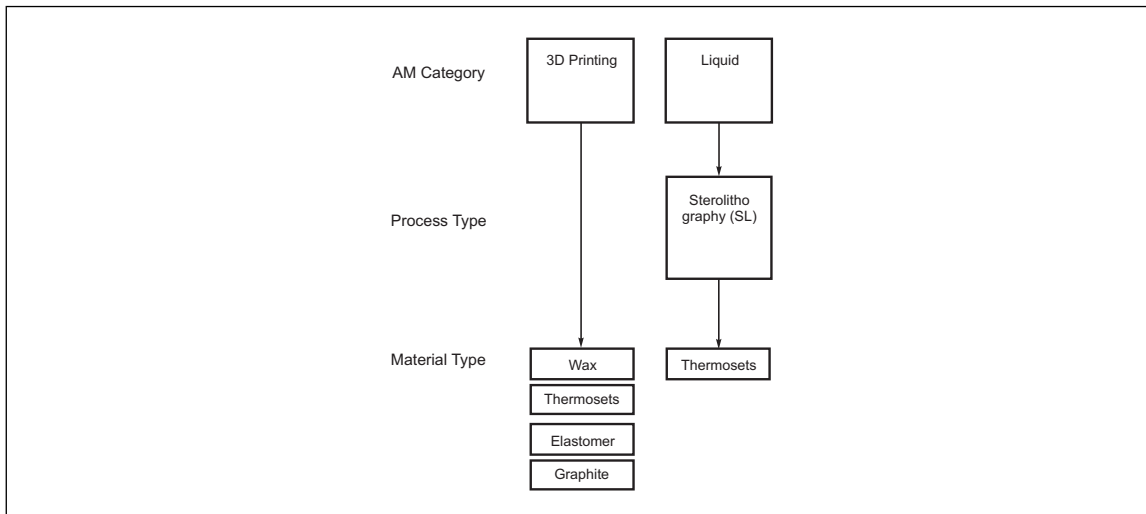 AM Category
3D Printing
Liquid
Process Type
Sterolitho
graphy (SL)
Material Type
Wax
Thermosets
Thermosets
Elastomer
Graphite